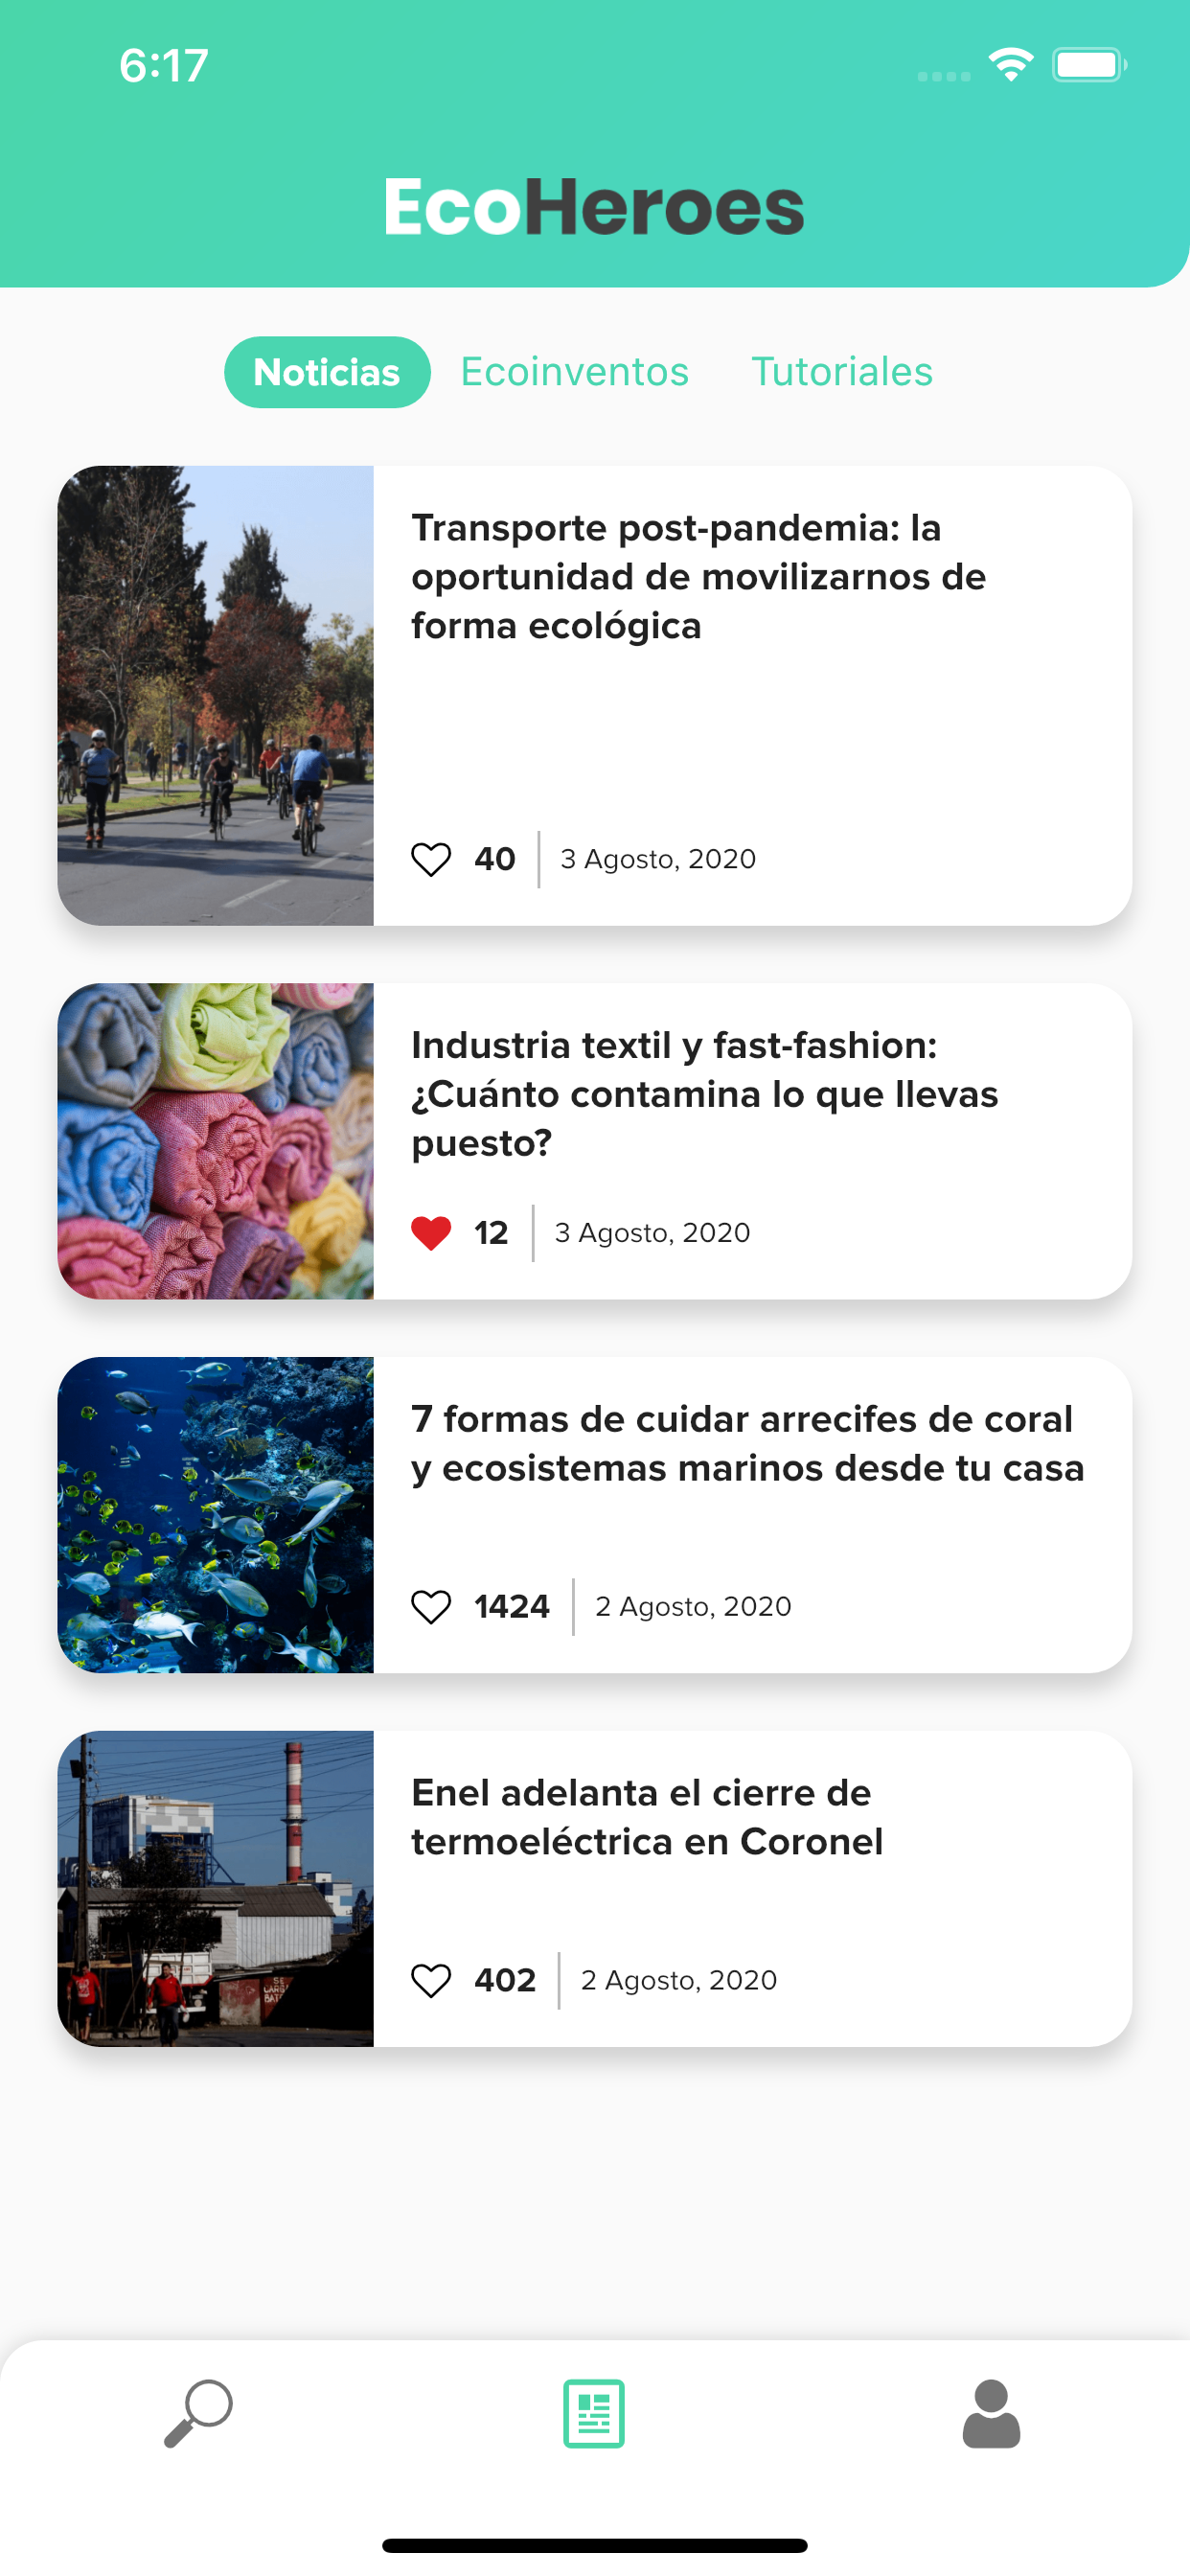 6:17
EcoHeroes
Noticias Ecoinventos Tutoriales
Transporte post-pandemia: la
oportunidad de movilizarnos de
forma ecológica
40 3 Agosto, 2020
Industria textil y fast-fashion:
¿Cuánto contamina lo que llevas
puesto?
12 3 Agosto, 2020
7 formas de cuidar arrecifes de coral
y ecosistemas marinos desde tu casa
1424 2 Agosto, 2020
Enel adelanta el cierre de
termoeléctrica en Coronel
402 2 Agosto, 2020